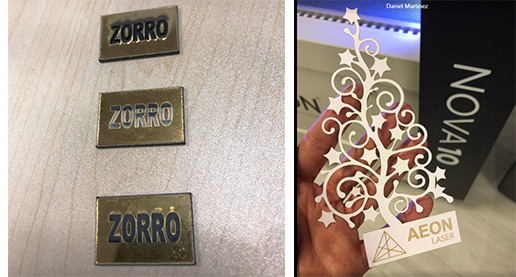 ZORRO
ZORRO
ZORRO
Daniel Martinez
NOVA10
AEON
LASER